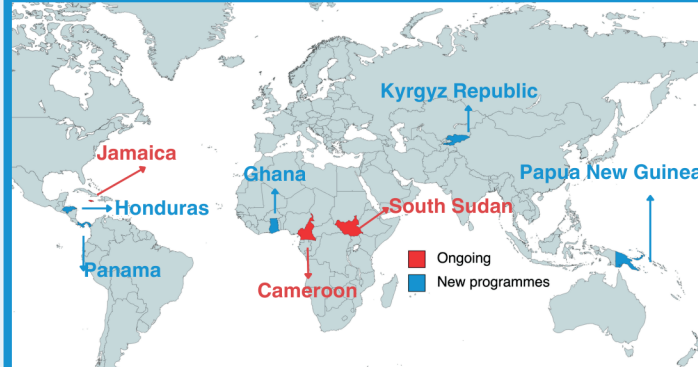 Kyrgyz Republic
Jamaica
Ghana
Papua New Guinea
Honduras
South Sudan
Panama
Cameroon
Ongoing
New programmes